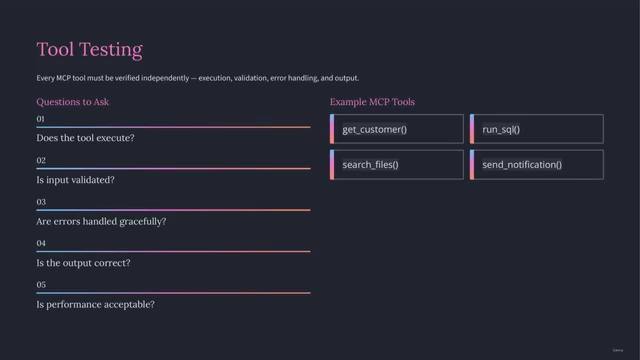 Tool Testing
Every MCP tool must be verified independently — execution, validation, error handling, and output.
Questions to Ask
01
Does the tool execute?
02
Is input validated?
03
Are errors handled gracefully?
04
Is the output correct?
05
Is performance acceptable?
Example MCP Tools
get_customer()
run_sql()
search_files()
send_notification()